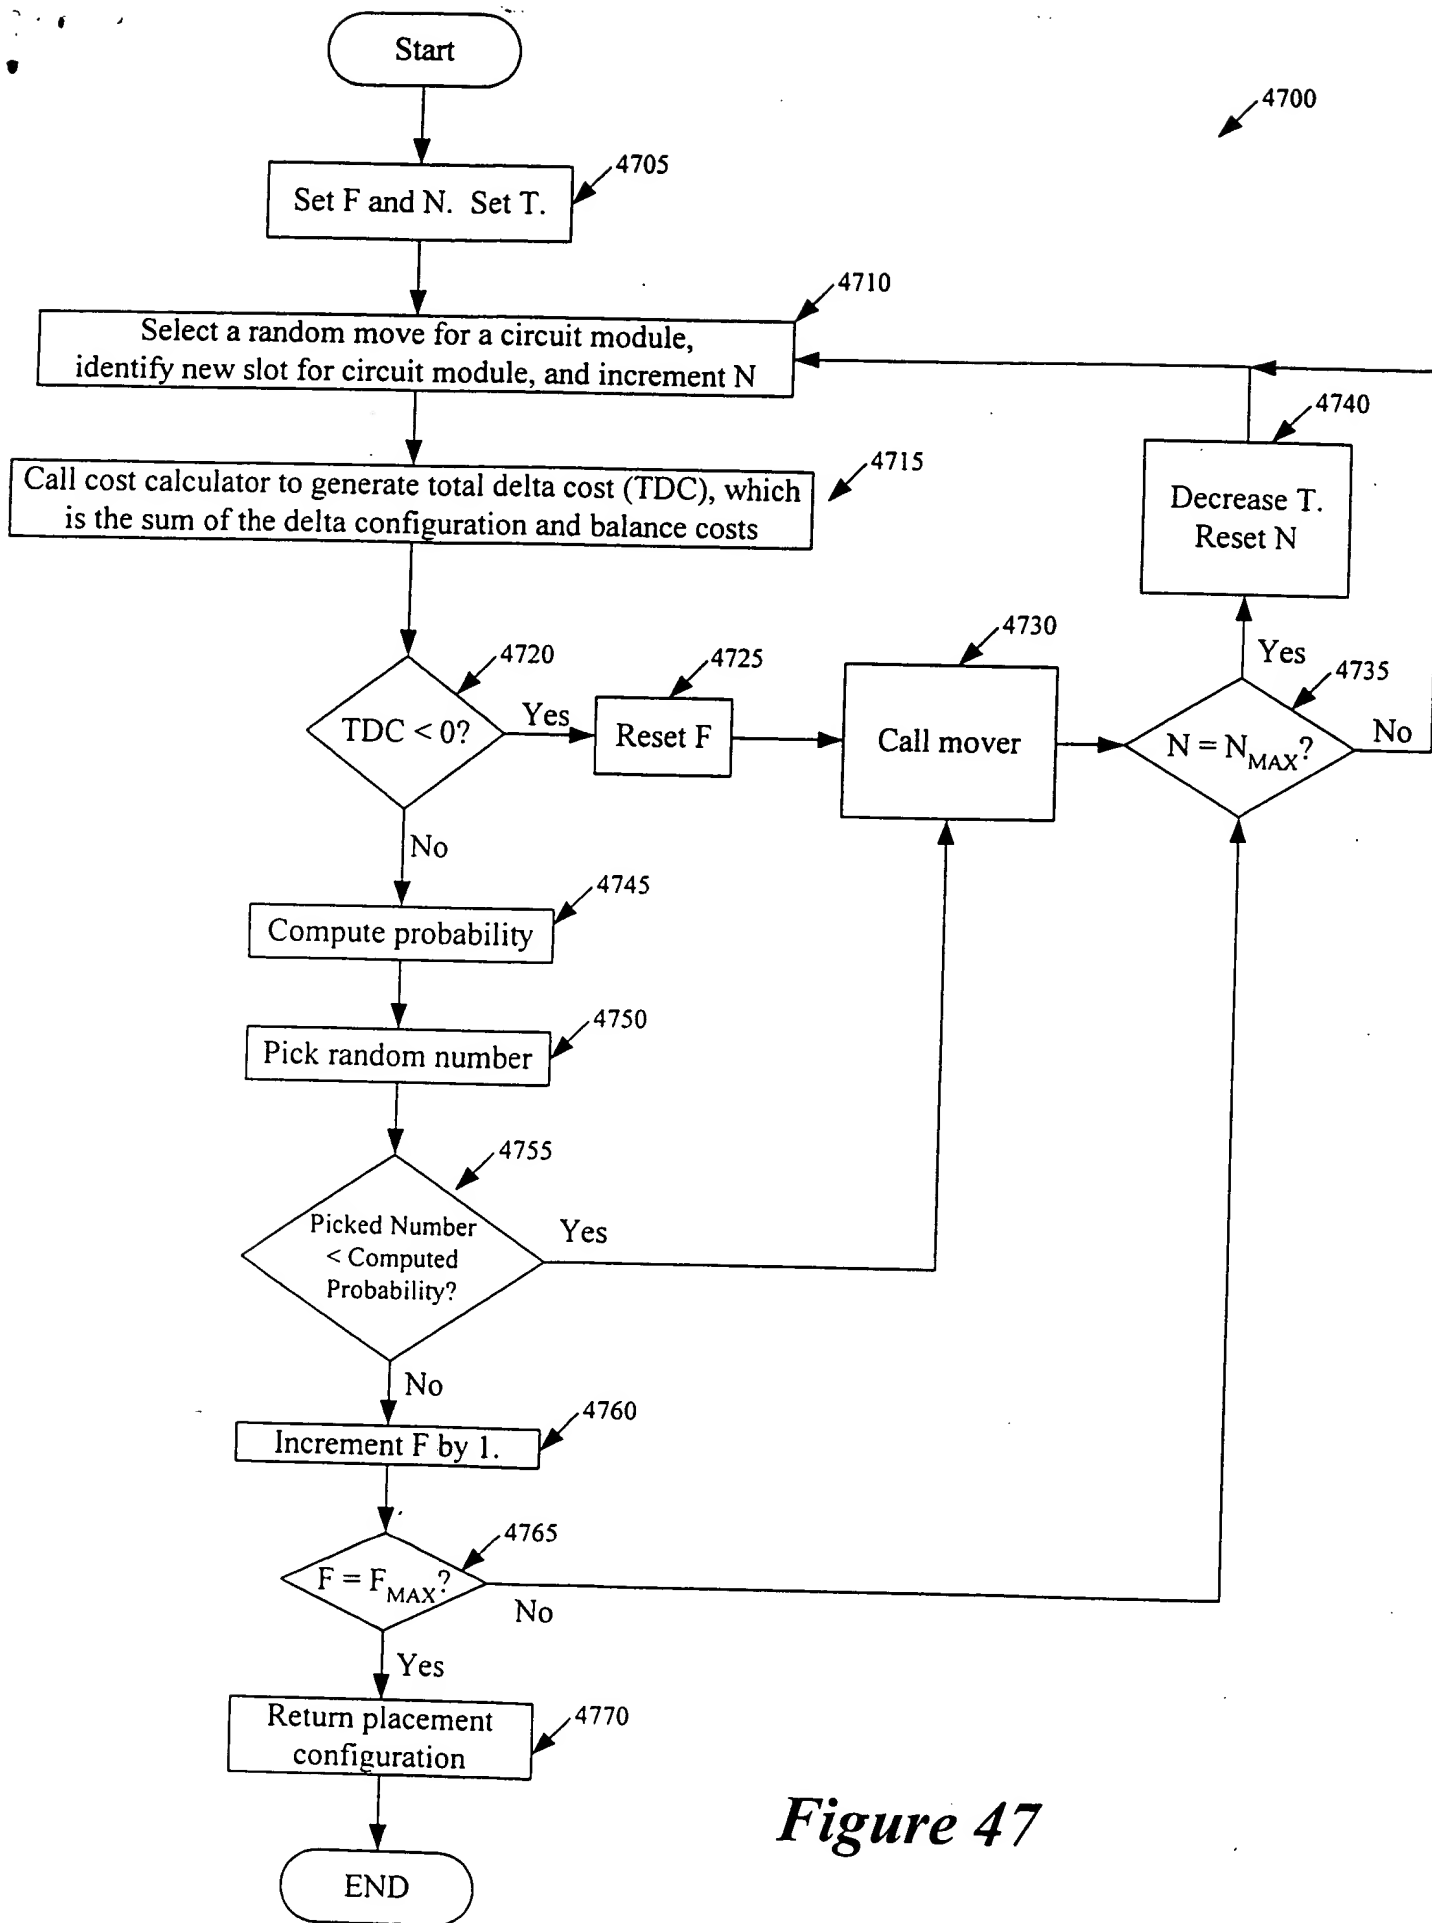 Start
4700
4705
Set F and N. Set T.
4710
Select a random move for a circuit module,
identify new slot for circuit module, and increment N
4740
Decrease T.
Reset N
4715
Call cost calculator to generate total delta cost (TDC), which
is the sum of the delta configuration and balance costs
4720
TDC < 0?
Yes
4725
Reset F
4730
Call mover
Yes
4735
N = N_MAX?
No
No
4745
Compute probability
4750
Pick random number
4755
Picked Number
< Computed
Probability?
Yes
No
4760
Increment F by 1.
4765
F = F_MAX?
No
Yes
4770
Return placement
configuration
END
Figure 47